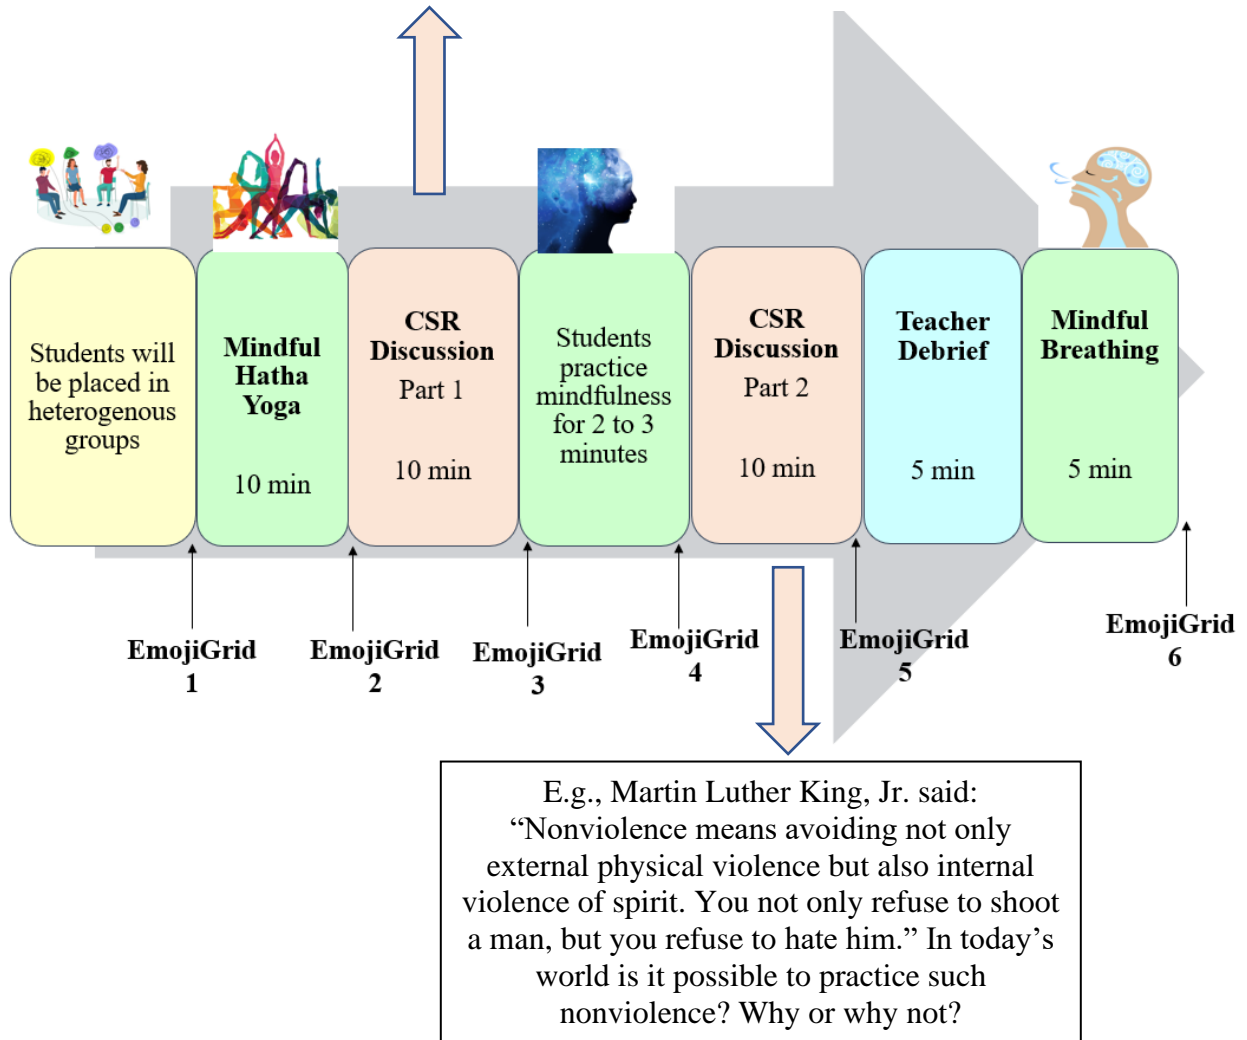 Students will
be placed in
heterogenous
groups
Mindful
Hatha
Yoga
10 min
CSR
Discussion
Part 1
10 min
Students
practice
mindfulness
for 2 to 3
minutes
CSR
Discussion
Part 2
10 min
Teacher
Debrief
5 min
Mindful
Breathing
5 min
EmojiGrid
1
EmojiGrid
2
EmojiGrid
3
EmojiGrid
4
EmojiGrid
5
EmojiGrid
6
E.g., Martin Luther King, Jr. said:
“Nonviolence means avoiding not only
external physical violence but also internal
violence of spirit. You not only refuse to shoot
a man, but you refuse to hate him.” In today’s
world is it possible to practice such
nonviolence? Why or why not?